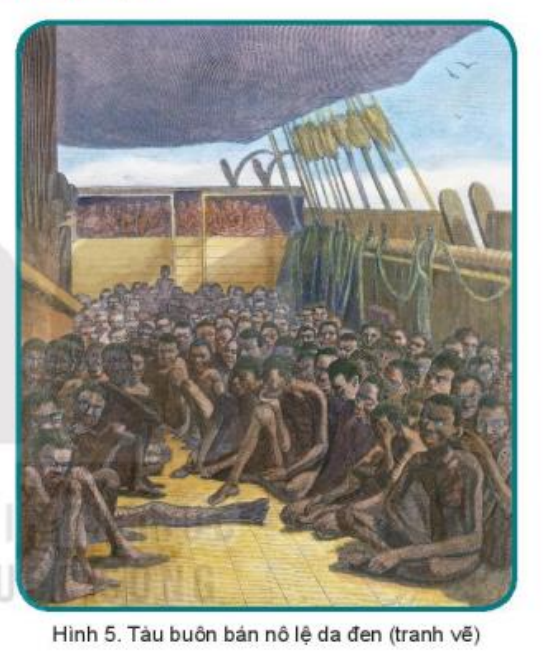 Hình 5. Tàu buôn bán nô lệ da đen (tranh vẽ)